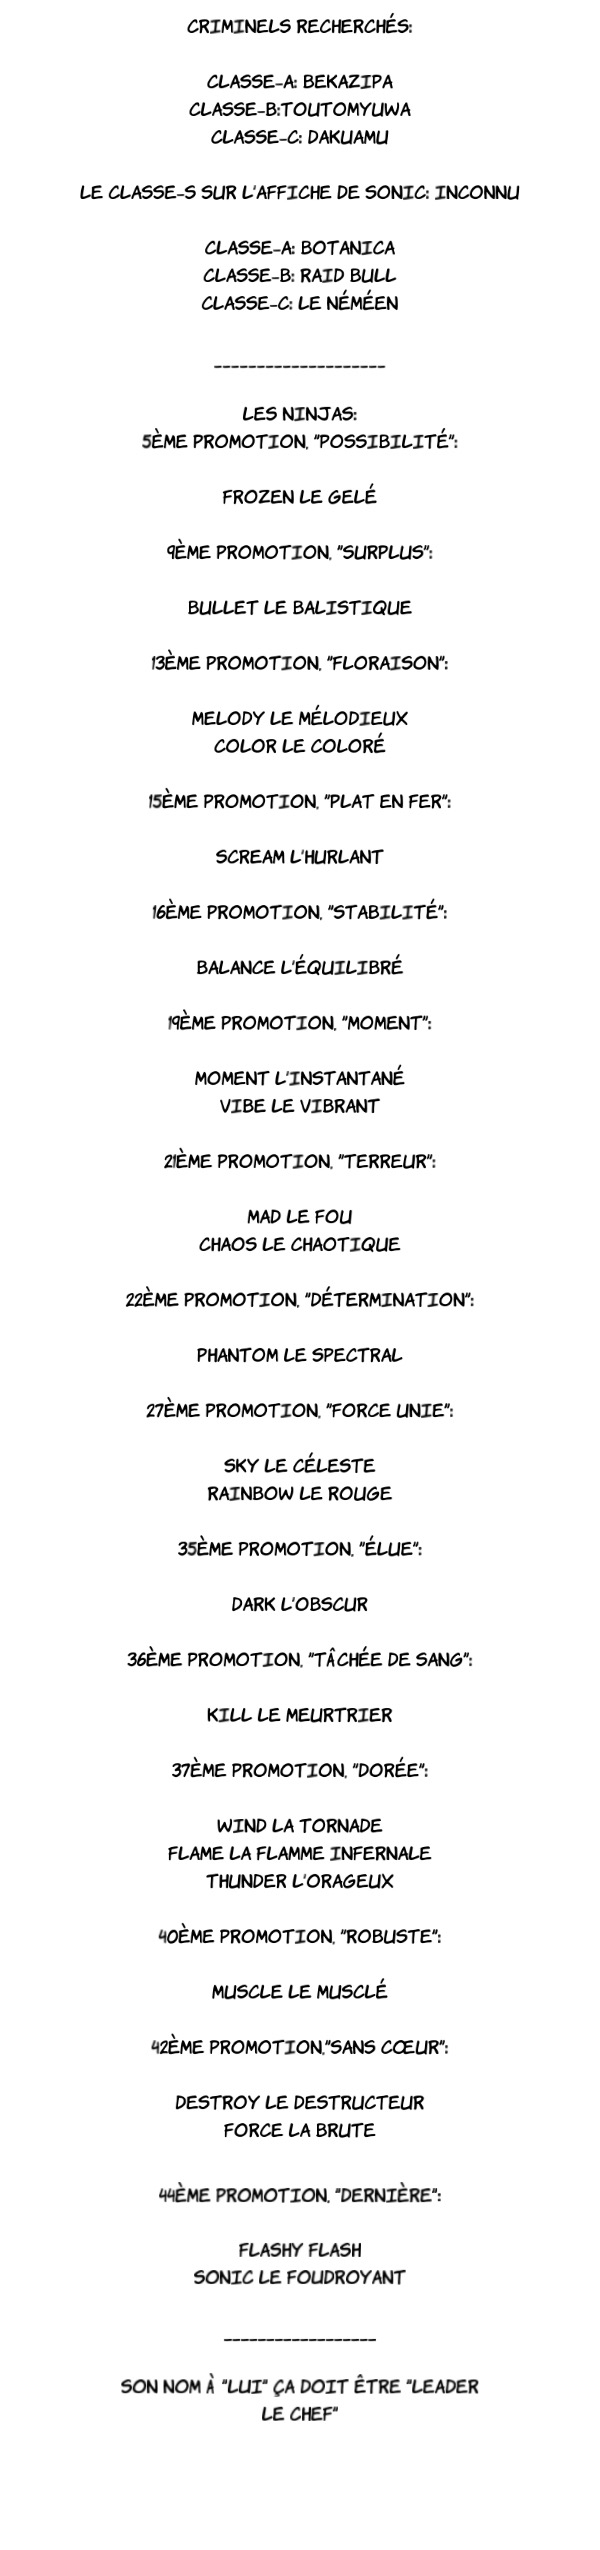 CRIMINELS RECHERCHÉS:
CLASSE-A: BEKAZIPA
CLASSE-B:TOUTOMYUWA
CLASSE-C: DAKUAMU
LE CLASSE-S SUR L'AFFICHE DE SONIC: INCONNU
CLASSE-A: BOTANICA
CLASSE-B: RAID BULL
CLASSE-C: LE NÉMÉEN
--------------------
LES NINJAS:
5ÈME PROMOTION, "POSSIBILITÉ":
FROZEN LE GELÉ
9ÈME PROMOTION, "SURPLUS":
BULLET LE BALISTIQUE
13ÈME PROMOTION, "FLORAISON":
MELODY LE MÉLODIEUX
COLOR LE COLORÉ
15ÈME PROMOTION, "PLAT EN FER":
SCREAM L'HURLANT
16ÈME PROMOTION, "STABILITÉ":
BALANCE L'ÉQUILIBRÉ
19ÈME PROMOTION, "MOMENT":
MOMENT L'INSTANTANÉ
VIBE LE VIBRANT
21ÈME PROMOTION, "TERREUR":
MAD LE FOU
CHAOS LE CHAOTIQUE
22ÈME PROMOTION, "DÉTERMINATION":
PHANTOM LE SPECTRAL
27ÈME PROMOTION, "FORCE UNIE":
SKY LE CÉLESTE
RAINBOW LE ROUGE
35ÈME PROMOTION, "ÉLUE":
DARK L'OBSCUR
36ÈME PROMOTION, "TÂCHÉE DE SANG":
KILL LE MEURTRIER
37ÈME PROMOTION, "DORÉE":
WIND LA TORNADE
FLAME LA FLAMME INFERNALE
THUNDER L'ORAGEUX
40ÈME PROMOTION, "ROBUSTE":
MUSCLE LE MUSCLÉ
42ÈME PROMOTION,"SANS CŒUR":
DESTROY LE DESTRUCTEUR
FORCE LA BRUTE
44ÈME PROMOTION, "DERNIÈRE":
FLASHY FLASH
SONIC LE FOUDROYANT
------------------
SON NOM À "LUI" ÇA DOIT ÊTRE "LEADER
LE CHEF"